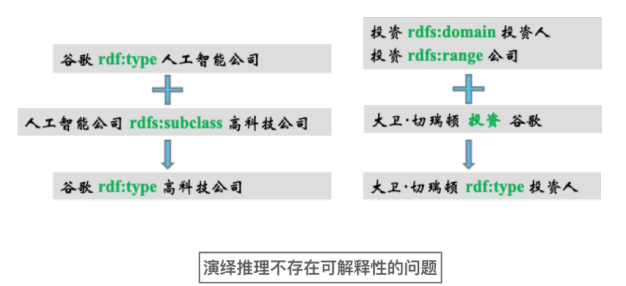 谷歌 rdf:type 人工智能公司
人工智能公司 rdfs:subclass 高科技公司
谷歌 rdf:type 高科技公司
投资 rdfs:domain 投资人
投资 rdfs:range 公司
大卫·切瑞顿 投资 谷歌
大卫·切瑞顿 rdf:type 投资人
演绎推理不存在可解释性的问题